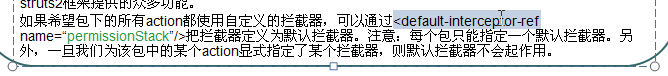 struts2框架提供的众多功能。
如果希望包下的所有action都使用自定义的拦截器，可以通过<default-interceptor-ref
name="permissionStack"/>把拦截器定义为默认拦截器。注意：每个包只能指定一个默认拦截器。另
外，一旦我们为该包中的某个action显式指定了某个拦截器，则默认拦截器不会起作用。